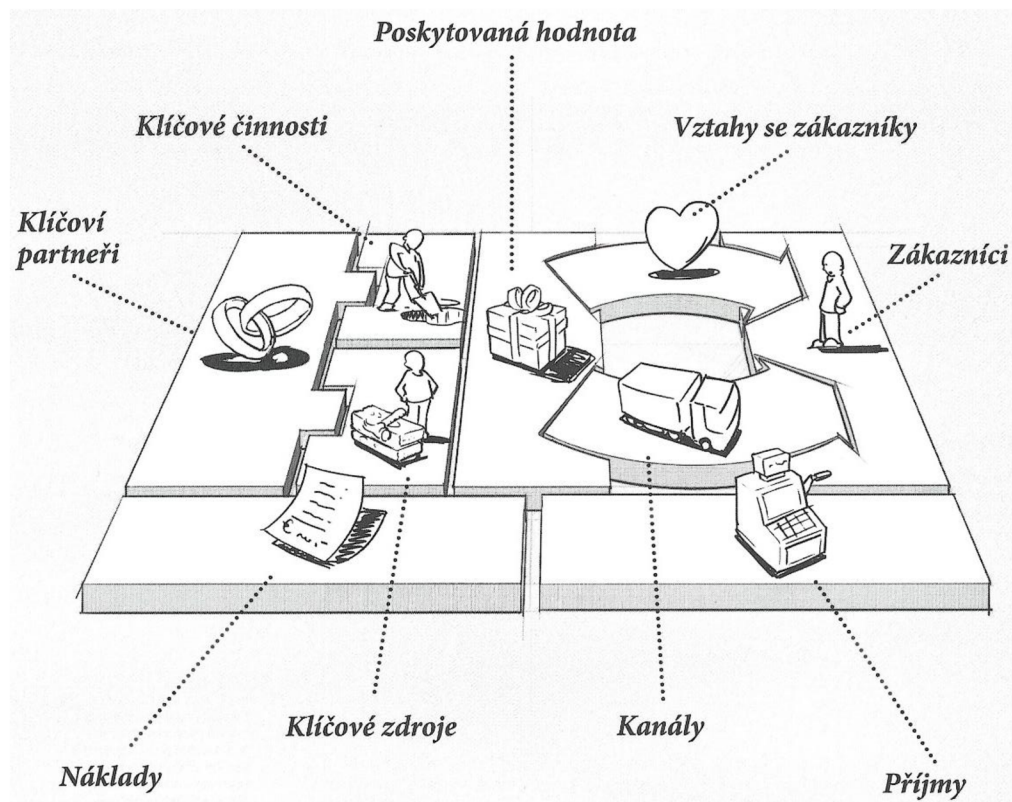 Poskytovaná hodnota
Klíčové činnosti
Vztahy se zákazníky
Klíčoví
partneři
Zákazníci
Klíčové zdroje
Kanály
Náklady
Příjmy